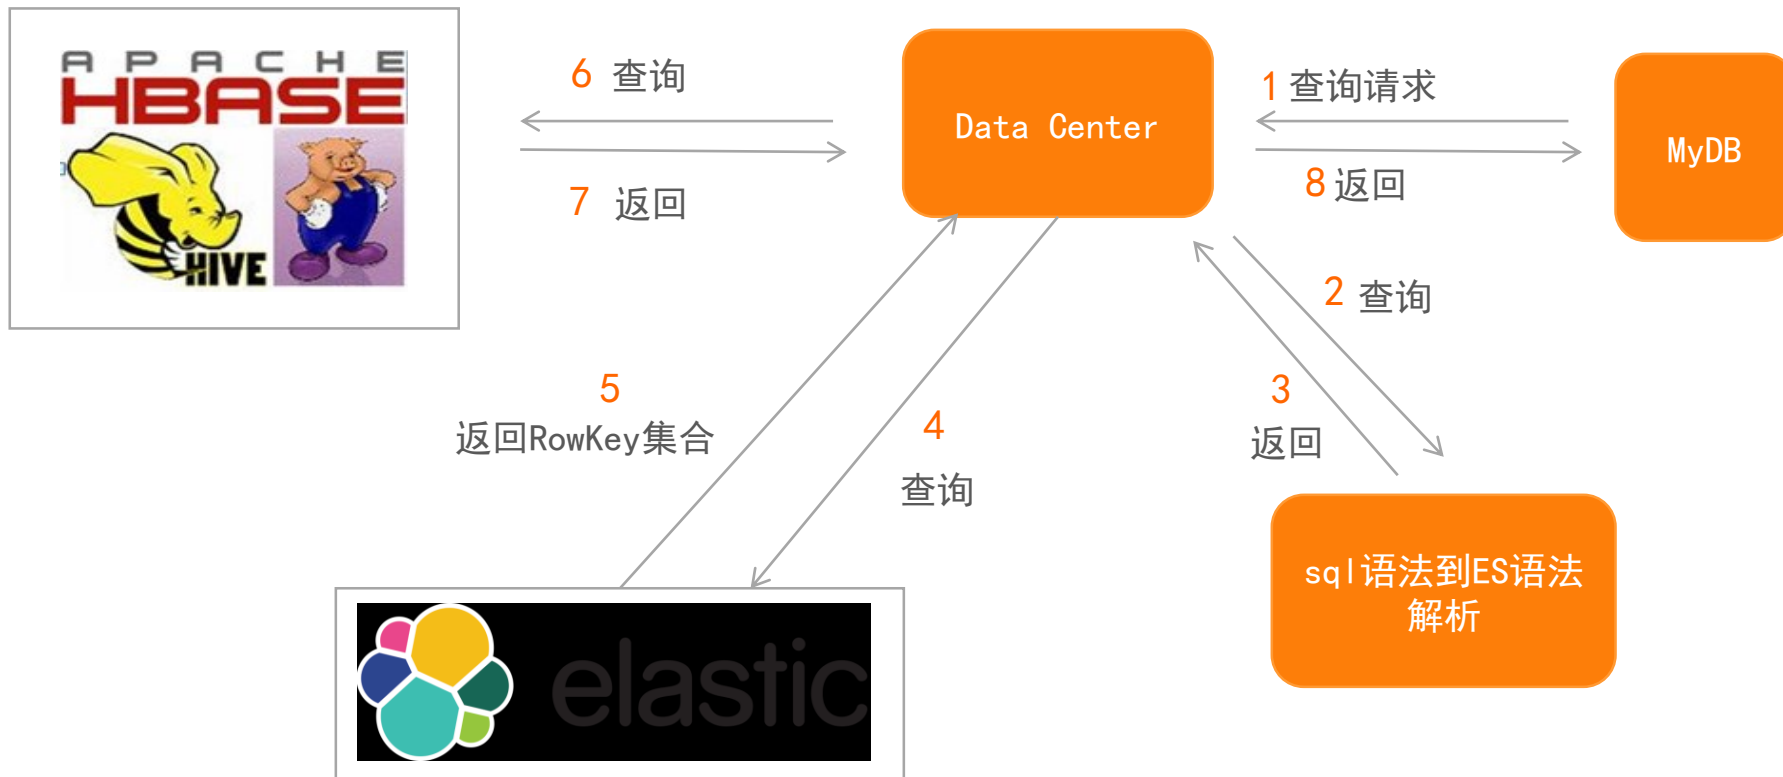 APACHE
HBASE
HIVE
6 查询
7 返回
Data Center
1 查询请求
8 返回
MyDB
2 查询
3
返回
5
返回RowKey集合
4
查询
sql语法到ES语法
解析
elastic